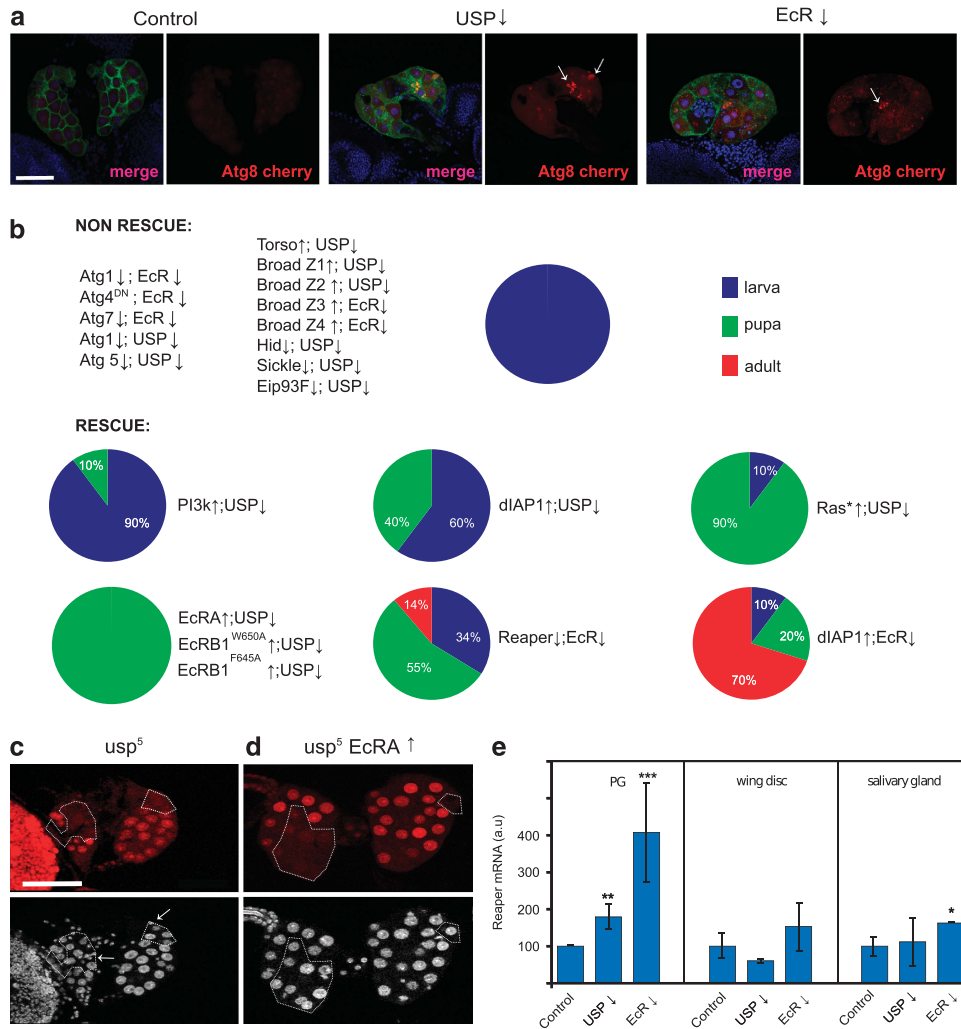 a
Control
USP ↓
EcR ↓
merge
Atg8 cherry
merge
Atg8 cherry
merge
Atg8 cherry
b
NON RESCUE:
Atg1↓; EcR ↓
Atg4DN ; EcR ↓
Atg7↓; EcR ↓
Atg1↓; USP ↓
Atg 5↓; USP ↓
Torso↑; USP↓
Broad Z1↑; USP↓
Broad Z2 ↑; USP↓
Broad Z3 ↑; EcR↓
Broad Z4 ↑; EcR↓
Hid↓; USP↓
Sickle↓; USP↓
Eip93F↓; USP↓
larva
pupa
adult
RESCUE:
10%
90%
PI3k↑;USP↓
40%
60%
dIAP1↑;USP↓
10%
90%
Ras*↑;USP↓
EcRA↑;USP↓
EcRB1W650A ↑;USP↓
EcRB1F645A ↑;USP↓
14%
34%
55%
Reaper↓;EcR↓
10%
20%
70%
dIAP1↑;EcR↓
c
usp5
d
usp5 EcRA ↑
e
Reaper mRNA (a.u)
400
300
200
100
PG
wing disc
salivary gland
**
***
*
Control
USP ↓
EcR ↓
Control
USP ↓
EcR ↓
Control
USP ↓
EcR ↓